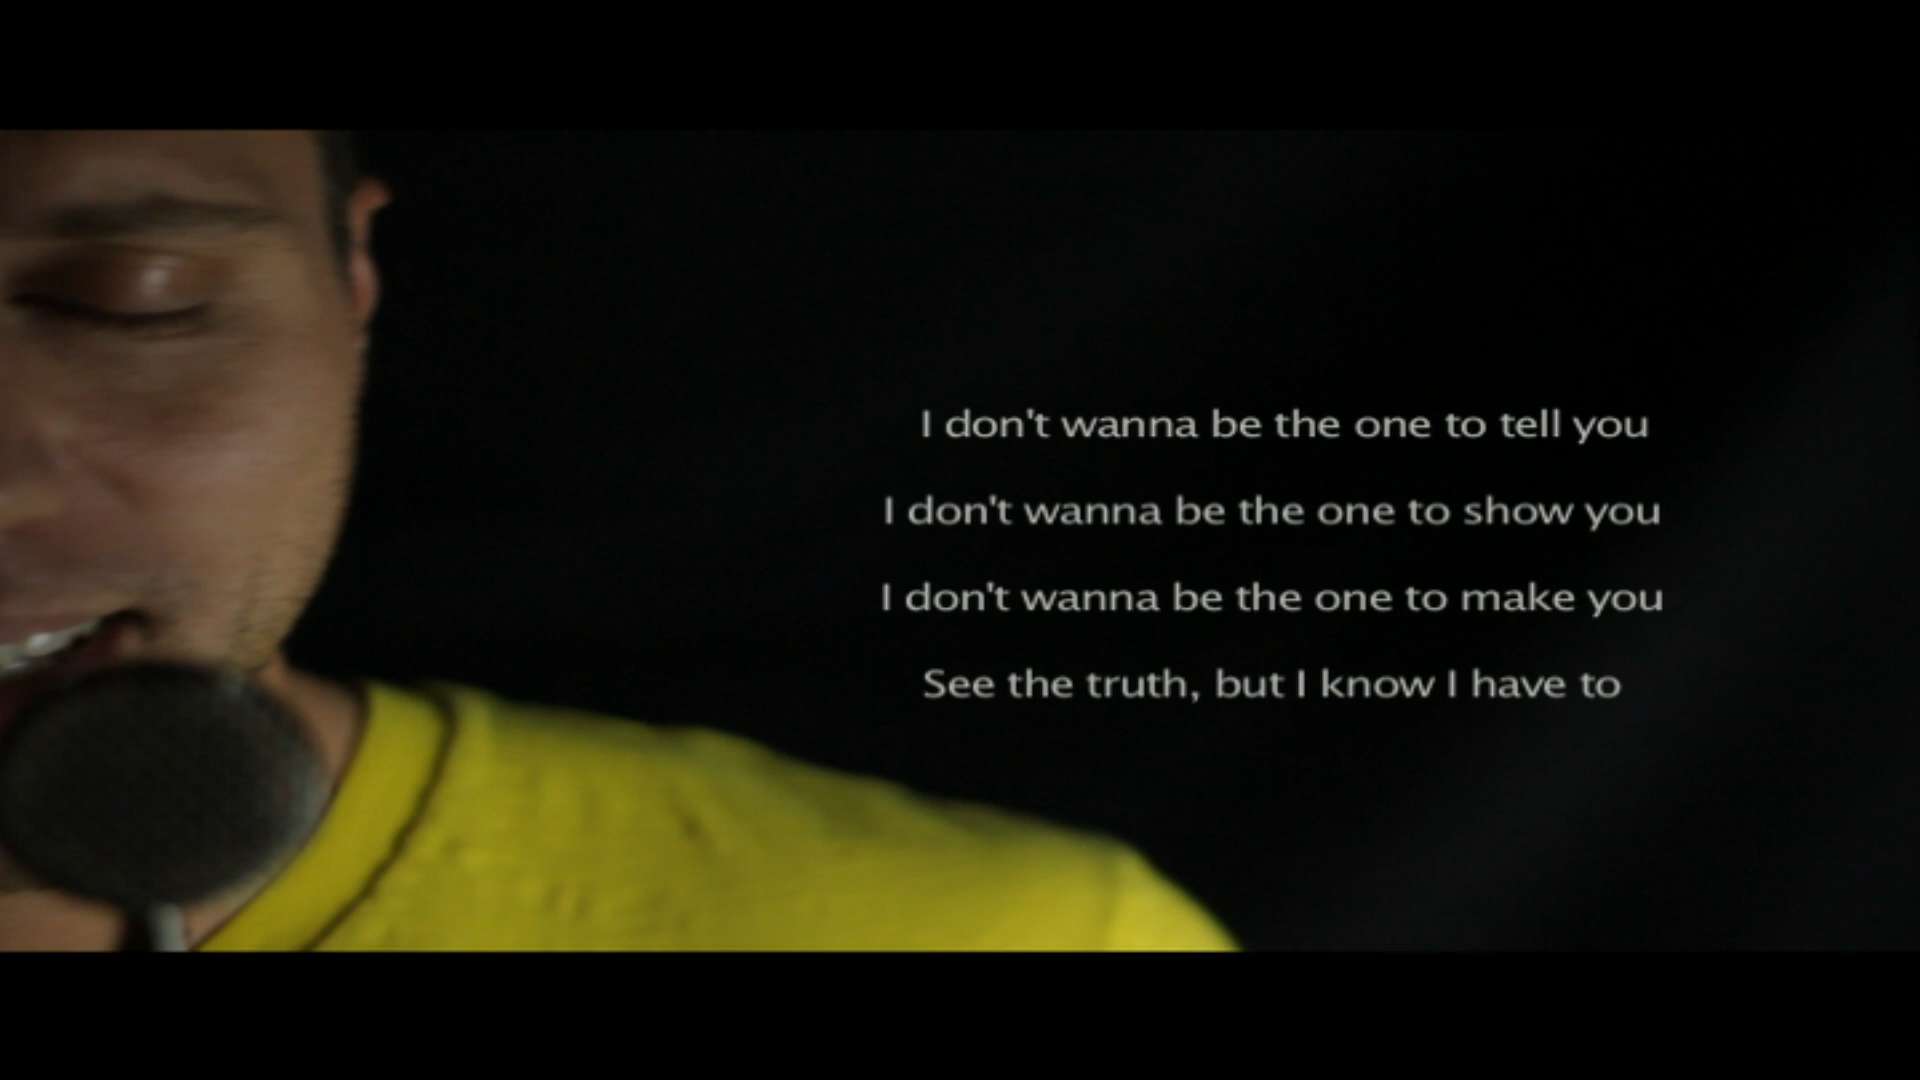 I don't wanna be the one to tell you
I don't wanna be the one to show you
I don't wanna be the one to make you
See the truth, but I know I have to